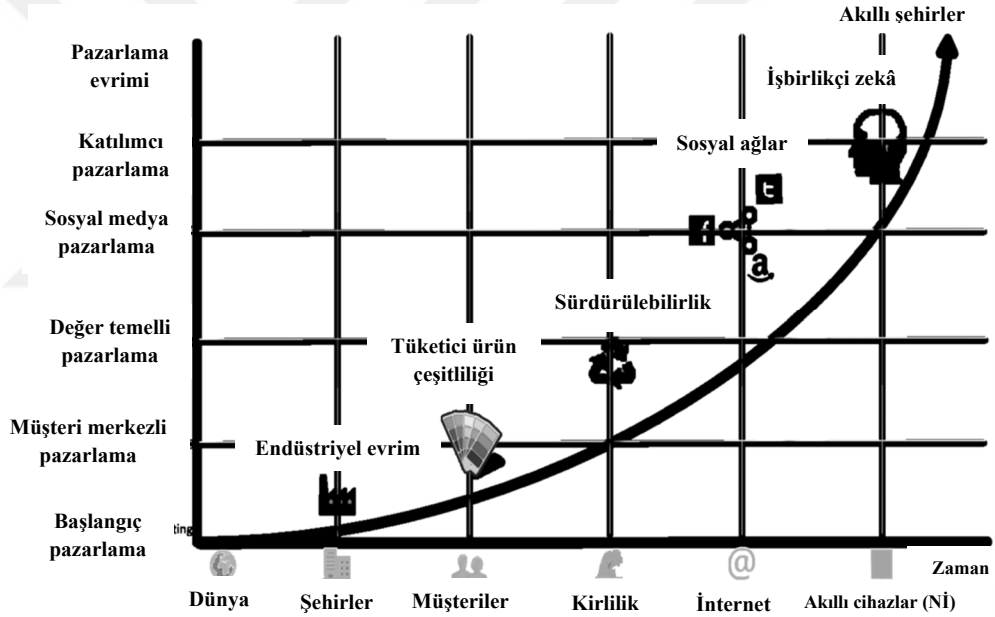 Akıllı şehirler
Pazarlama
evrimi
İşbirlikçi zekâ
Katılımcı
pazarlama
Sosyal ağlar
Sosyal medya
pazarlama
f
a
Sürdürülebilirlik
Değer temelli
pazarlama
Tüketici ürün
çeşitliliği
Müşteri merkezli
pazarlama
Endüstriyel evrim
Başlangıç
pazarlama
ting
@
Zaman
Dünya
Şehirler
Müşteriler
Kirlilik
İnternet
Akıllı cihazlar (Nİ)